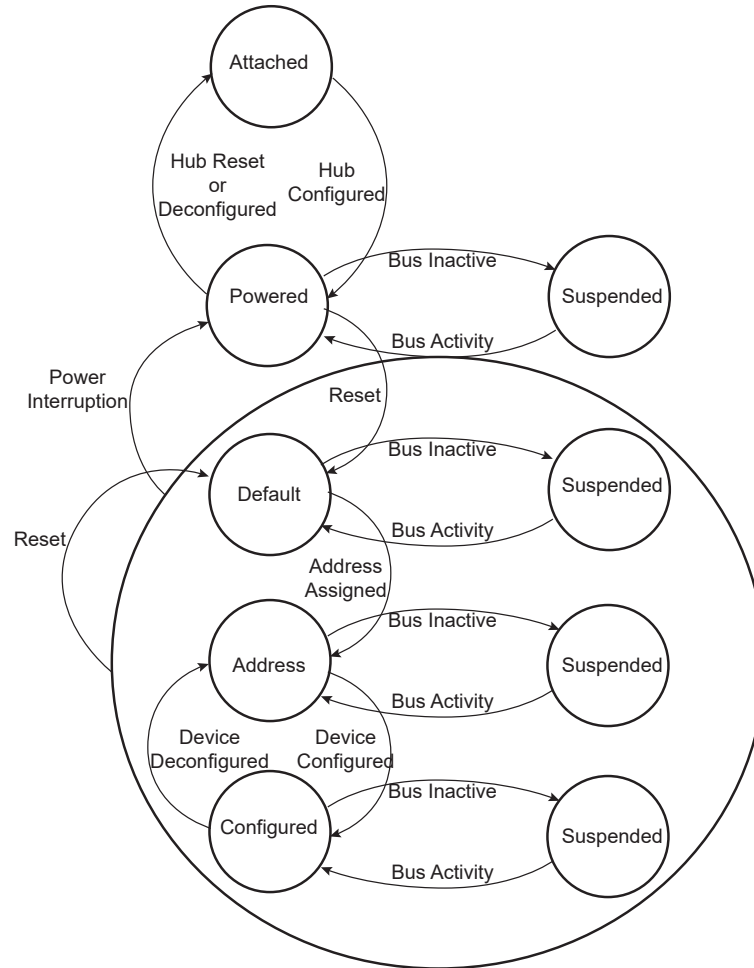 Attached
Hub Reset
or
Deconfigured
Hub
Configured
Powered
Bus Inactive
Suspended
Bus Activity
Power
Interruption
Reset
Default
Bus Inactive
Suspended
Bus Activity
Reset
Address
Assigned
Address
Bus Inactive
Suspended
Bus Activity
Device
Deconfigured
Device
Configured
Configured
Bus Inactive
Suspended
Bus Activity